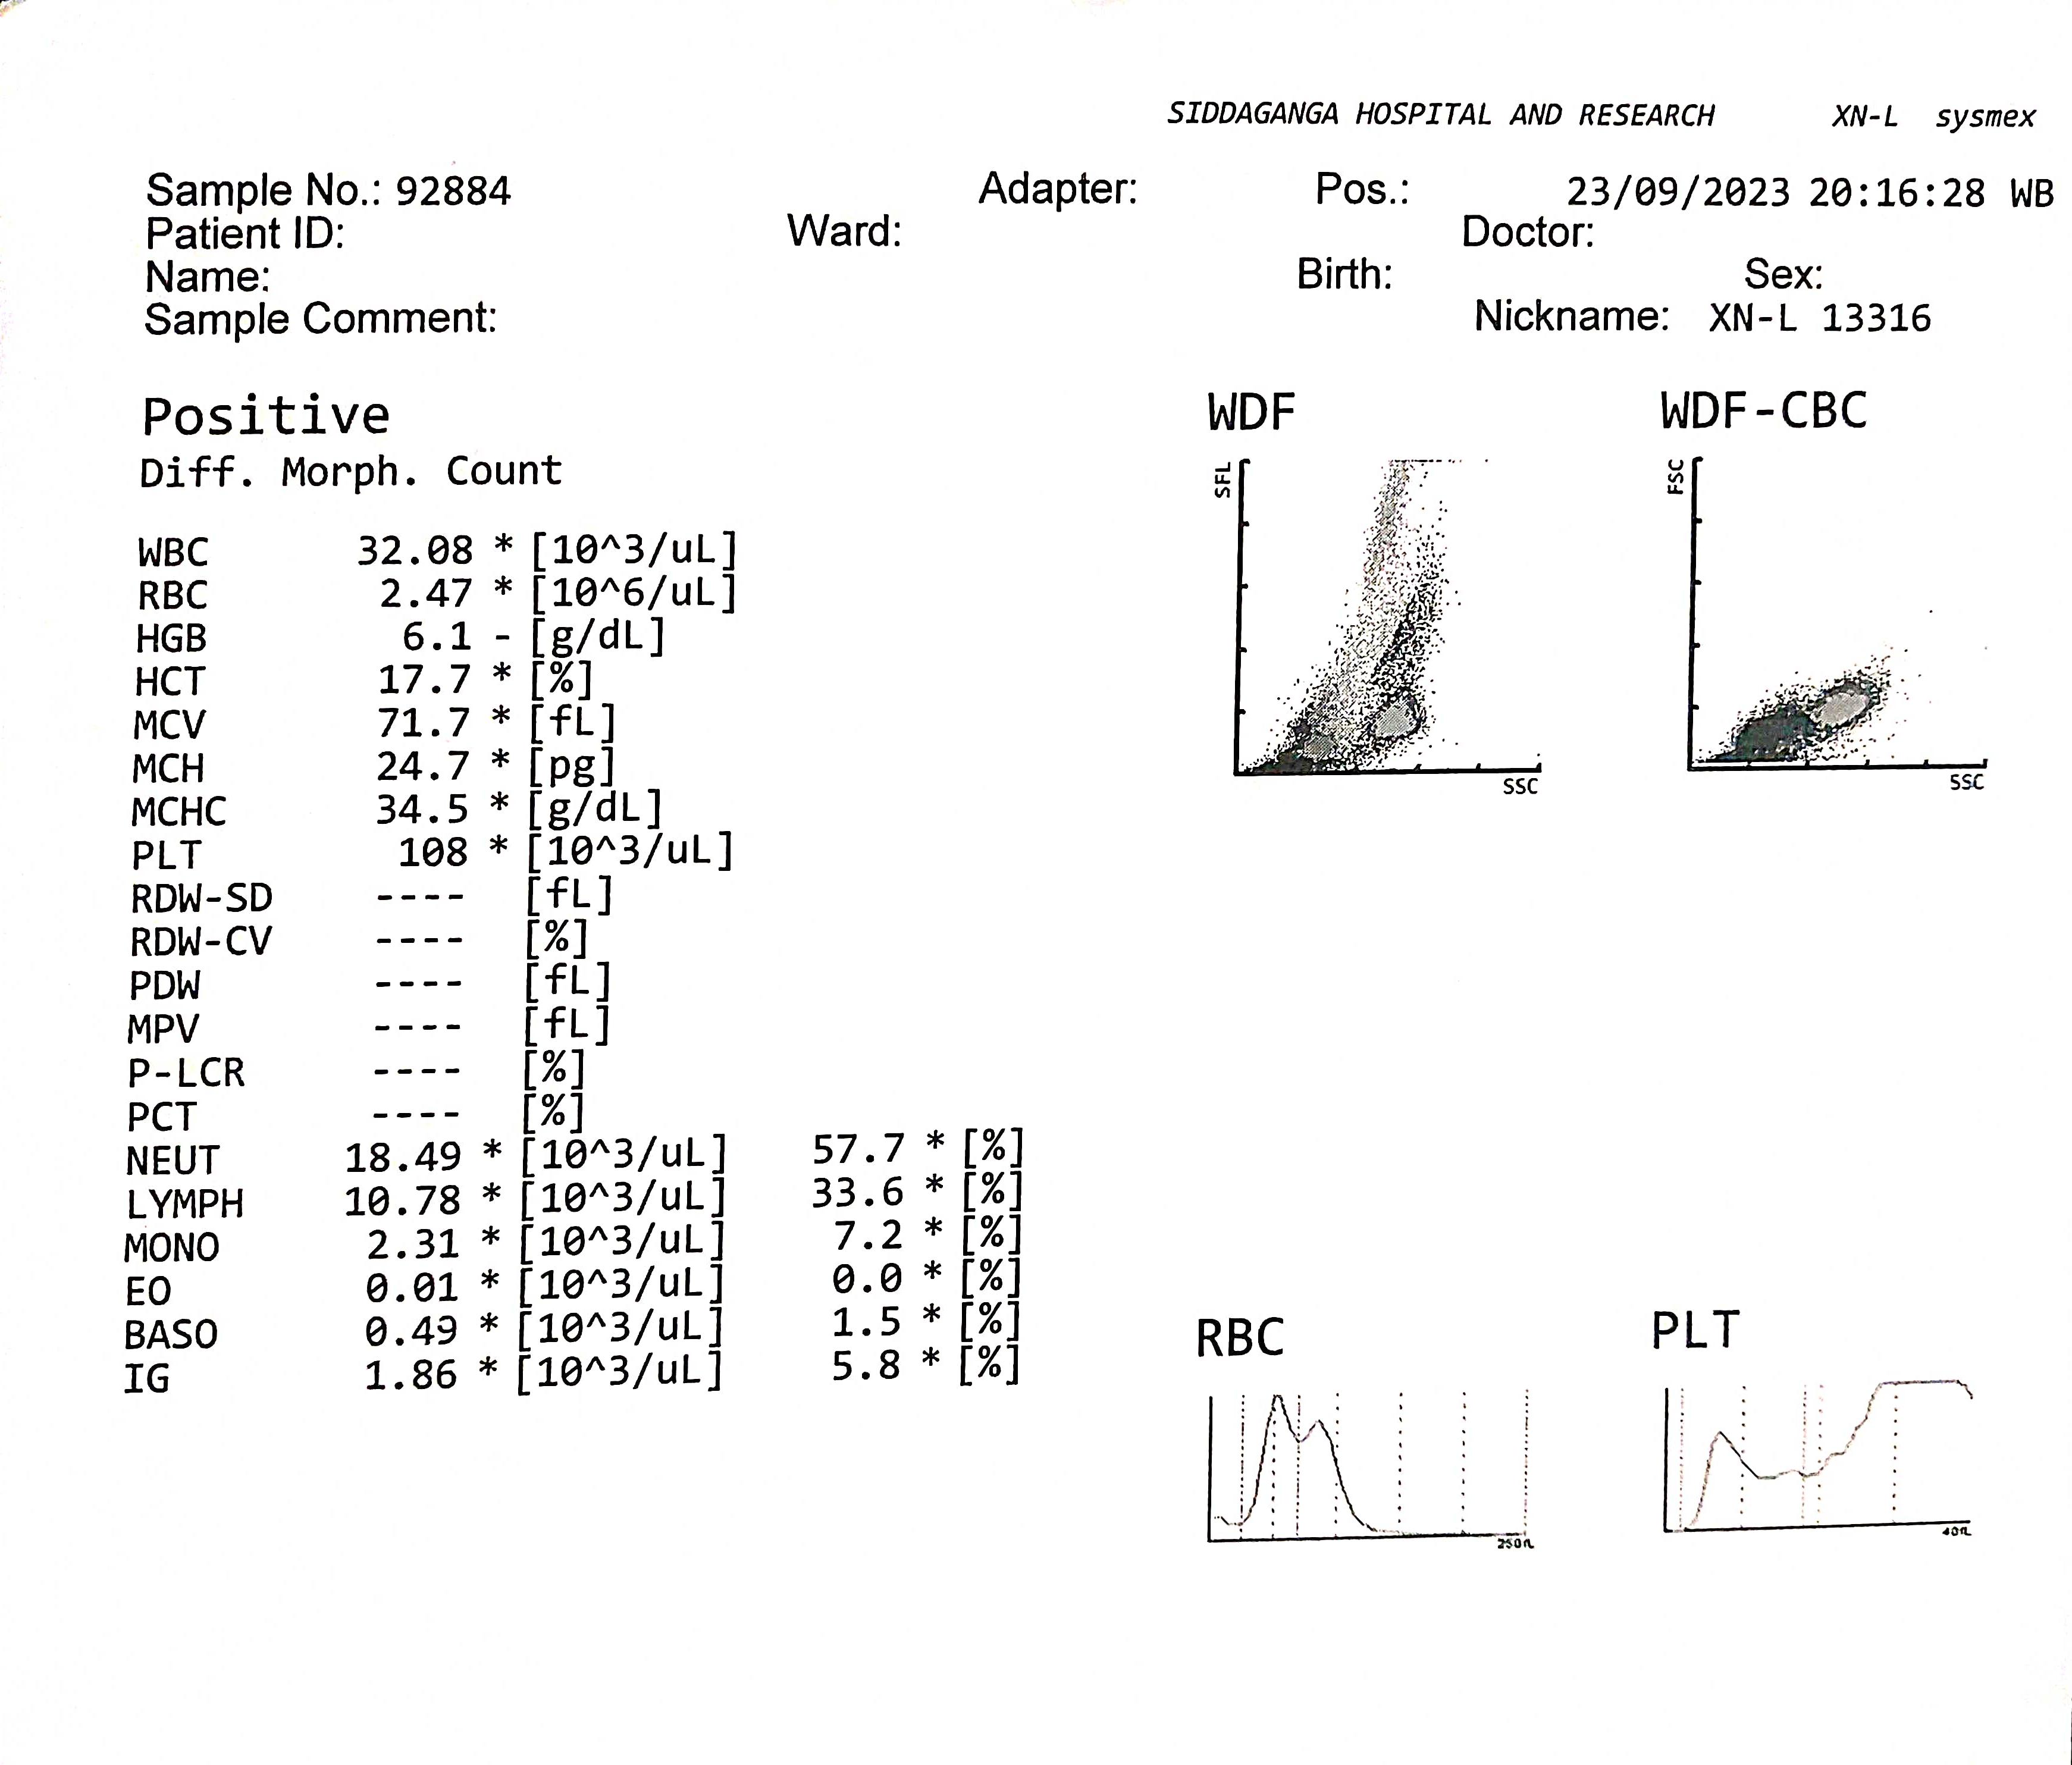 SIDDAGANGA HOSPITAL AND RESEARCH XN-L sysmex
Sample No.: 92884 Adapter: Pos.: 23/09/2023 20:16:28 WB
Patient ID: Ward: Doctor:
Name: Birth: Sex:
Sample Comment: Nickname: XN-L 13316
Positive
Diff. Morph. Count
WDF WDF-CBC
SFL FSC
SSC SSC
WBC 32.08 * [10^3/uL]
RBC 2.47 * [10^6/uL]
HGB 6.1 - [g/dL]
HCT 17.7 * [%]
MCV 71.7 * [fL]
MCH 24.7 * [pg]
MCHC 34.5 * [g/dL]
PLT 108 * [10^3/uL]
RDW-SD ---- [fL]
RDW-CV ---- [%]
PDW ---- [fL]
MPV ---- [fL]
P-LCR ---- [%]
PCT ---- [%]
NEUT 18.49 * [10^3/uL] 57.7 * [%]
LYMPH 10.78 * [10^3/uL] 33.6 * [%]
MONO 2.31 * [10^3/uL] 7.2 * [%]
EO 0.01 * [10^3/uL] 0.0 * [%]
BASO 0.49 * [10^3/uL] 1.5 * [%]
IG 1.86 * [10^3/uL] 5.8 * [%]
RBC PLT
250fL 40fL